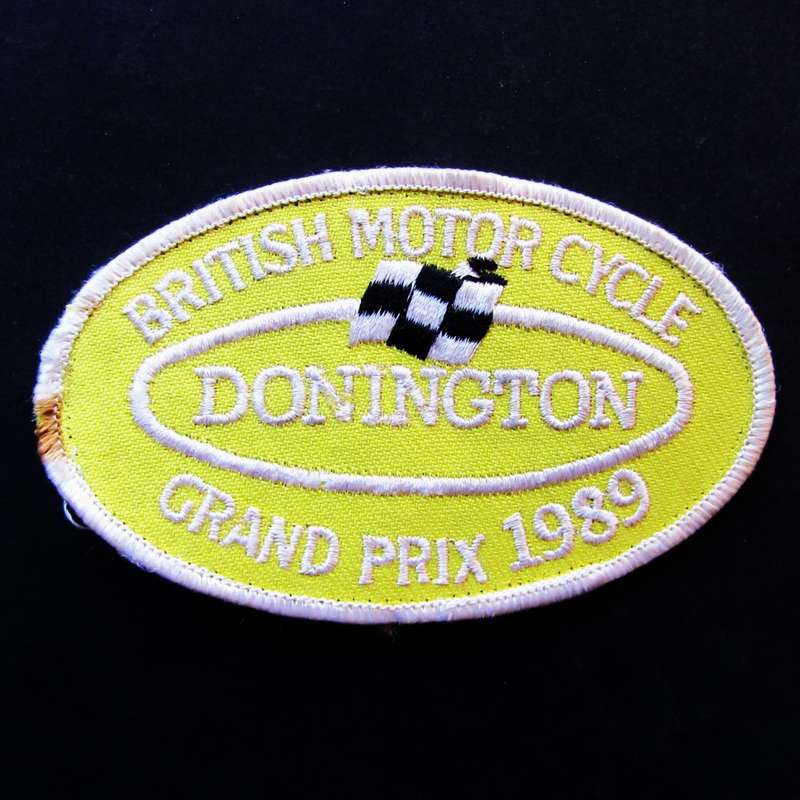 BRITISH MOTOR CYCLE
DONINGTON
GRAND PRIX 1989